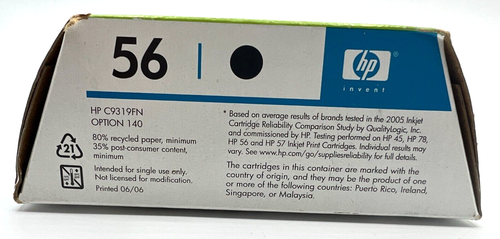 56
hp
invent
HP C9319FN
OPTION 140
21
80% recycled paper, minimum
35% post-consumer content,
minimum
Intended for single use only.
Not licensed for modification.
Printed 06/06
* Based on average results of brands tested in the 2005 Inkjet
Cartridge Reliability Comparison Study by QualityLogic, Inc.
and commissioned by HP. Testing performed on HP 45, HP 78,
HP 56 and HP 57 Inkjet Print Cartridges. Individual results may
vary. See www.hp.com/go/suppliesreliability for full details.
The cartridges in this container are marked with the
country of origin, and they may be the product of one
or more of the following countries: Puerto Rico, Ireland,
Singapore, or Malaysia.